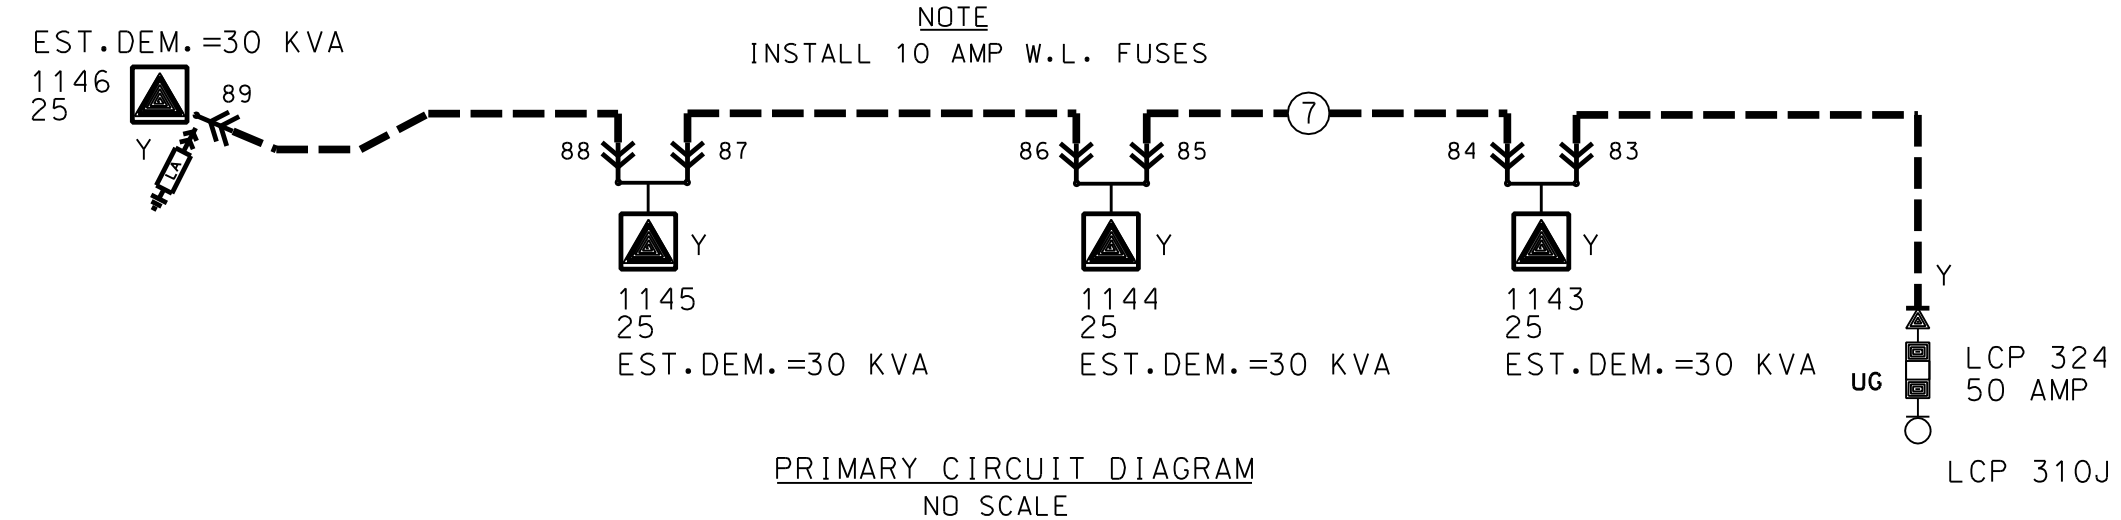 NOTE
INSTALL 10 AMP W.L. FUSES
EST.DEM.=30 KVA
1146
25
89
Y
LA
88
87
86
85
7
84
83
Y
1145
25
EST.DEM.=30 KVA
Y
1144
25
EST.DEM.=30 KVA
Y
1143
25
EST.DEM.=30 KVA
Y
UG
LCP 324
50 AMP
LCP 310J
PRIMARY CIRCUIT DIAGRAM
NO SCALE